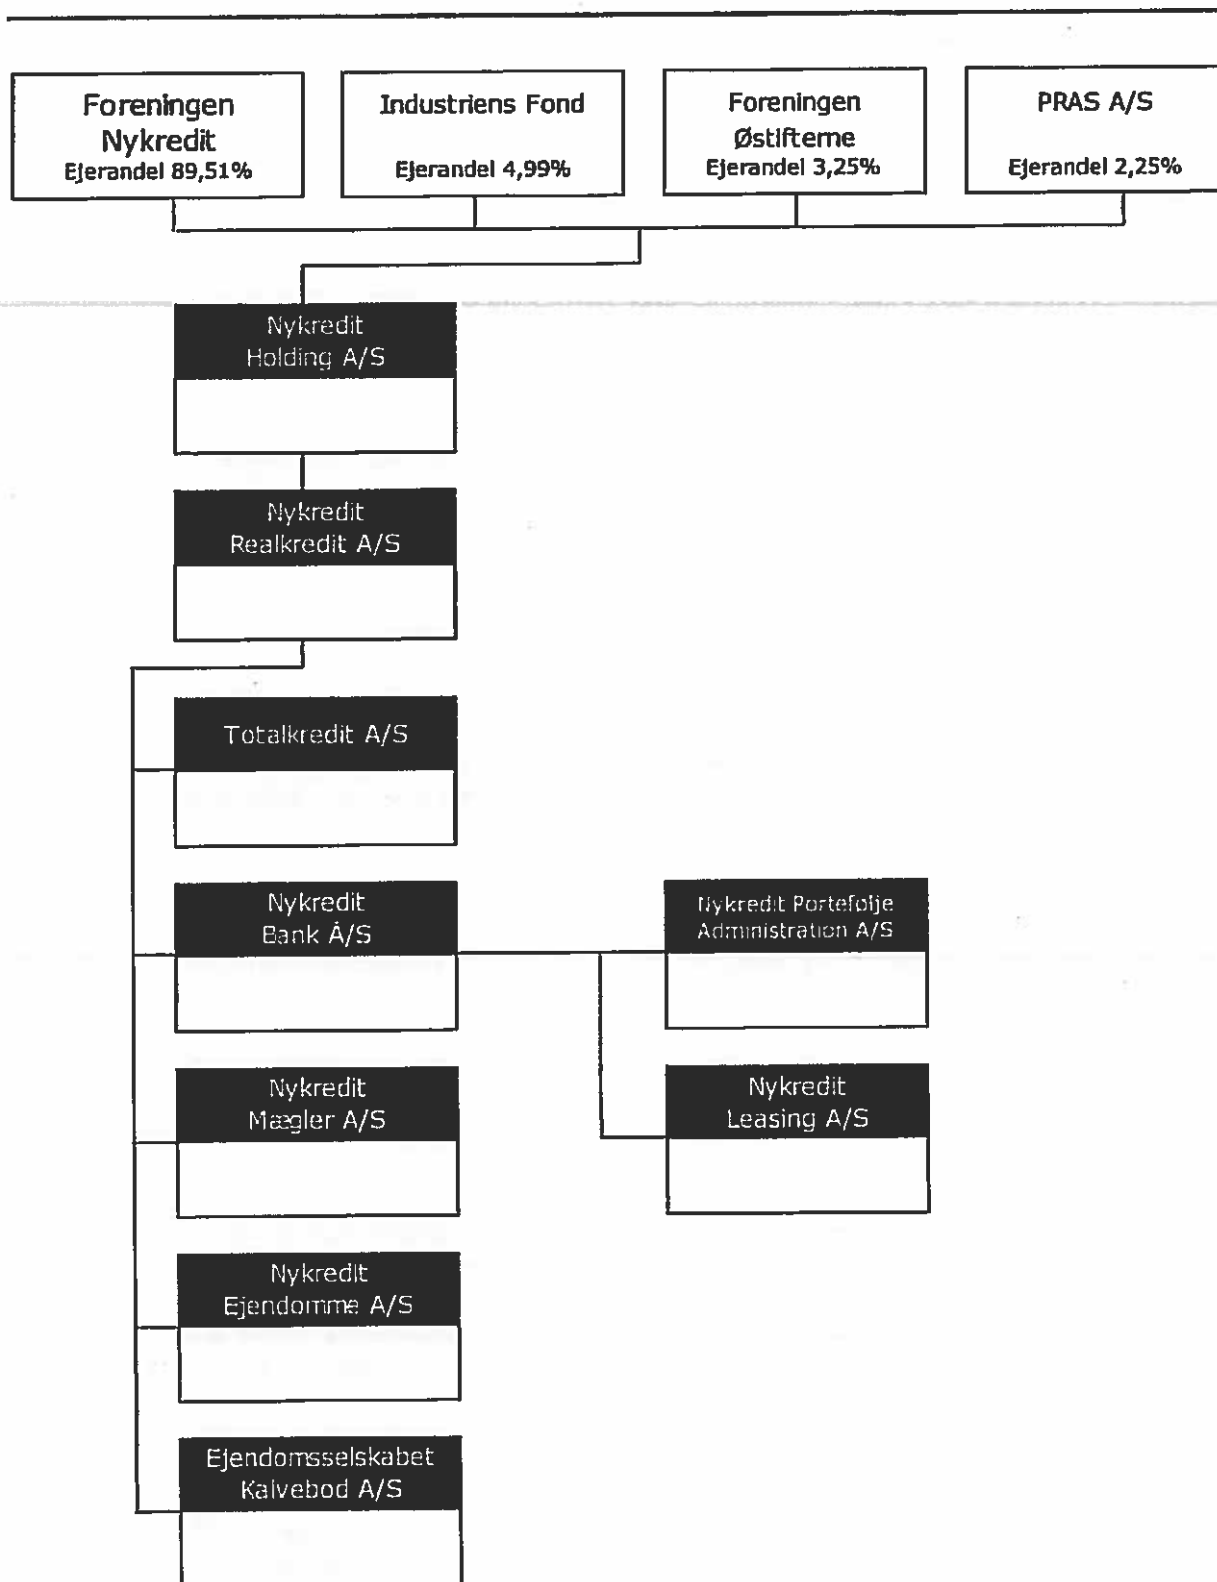 Foreningen
Nykredit
Ejerandel 89,51%
Industriens Fond
Ejerandel 4,99%
Foreningen
Østifterne
Ejerandel 3,25%
PRAS A/S
Ejerandel 2,25%
Nykredit
Holding A/S
Nykredit
Realkredit A/S
Totalkredit A/S
Nykredit
Bank A/S
Nykredit Portefølje
Administration A/S
Nykredit
Mægler A/S
Nykredit
Leasing A/S
Nykredit
Ejendomme A/S
Ejendomsselskabet
Kalvebod A/S